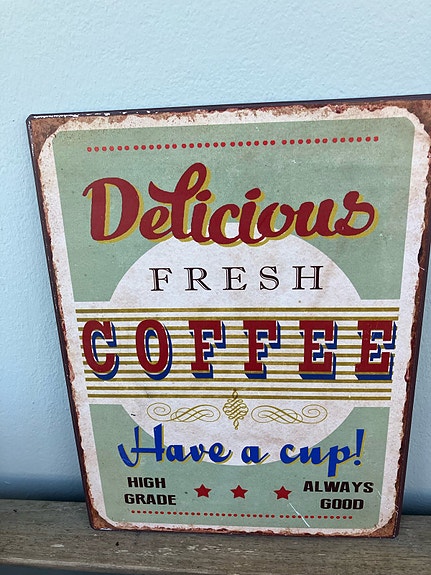 Delicious
FRESH
COFFEE
Have a cup!
HIGH GRADE
ALWAYS GOOD